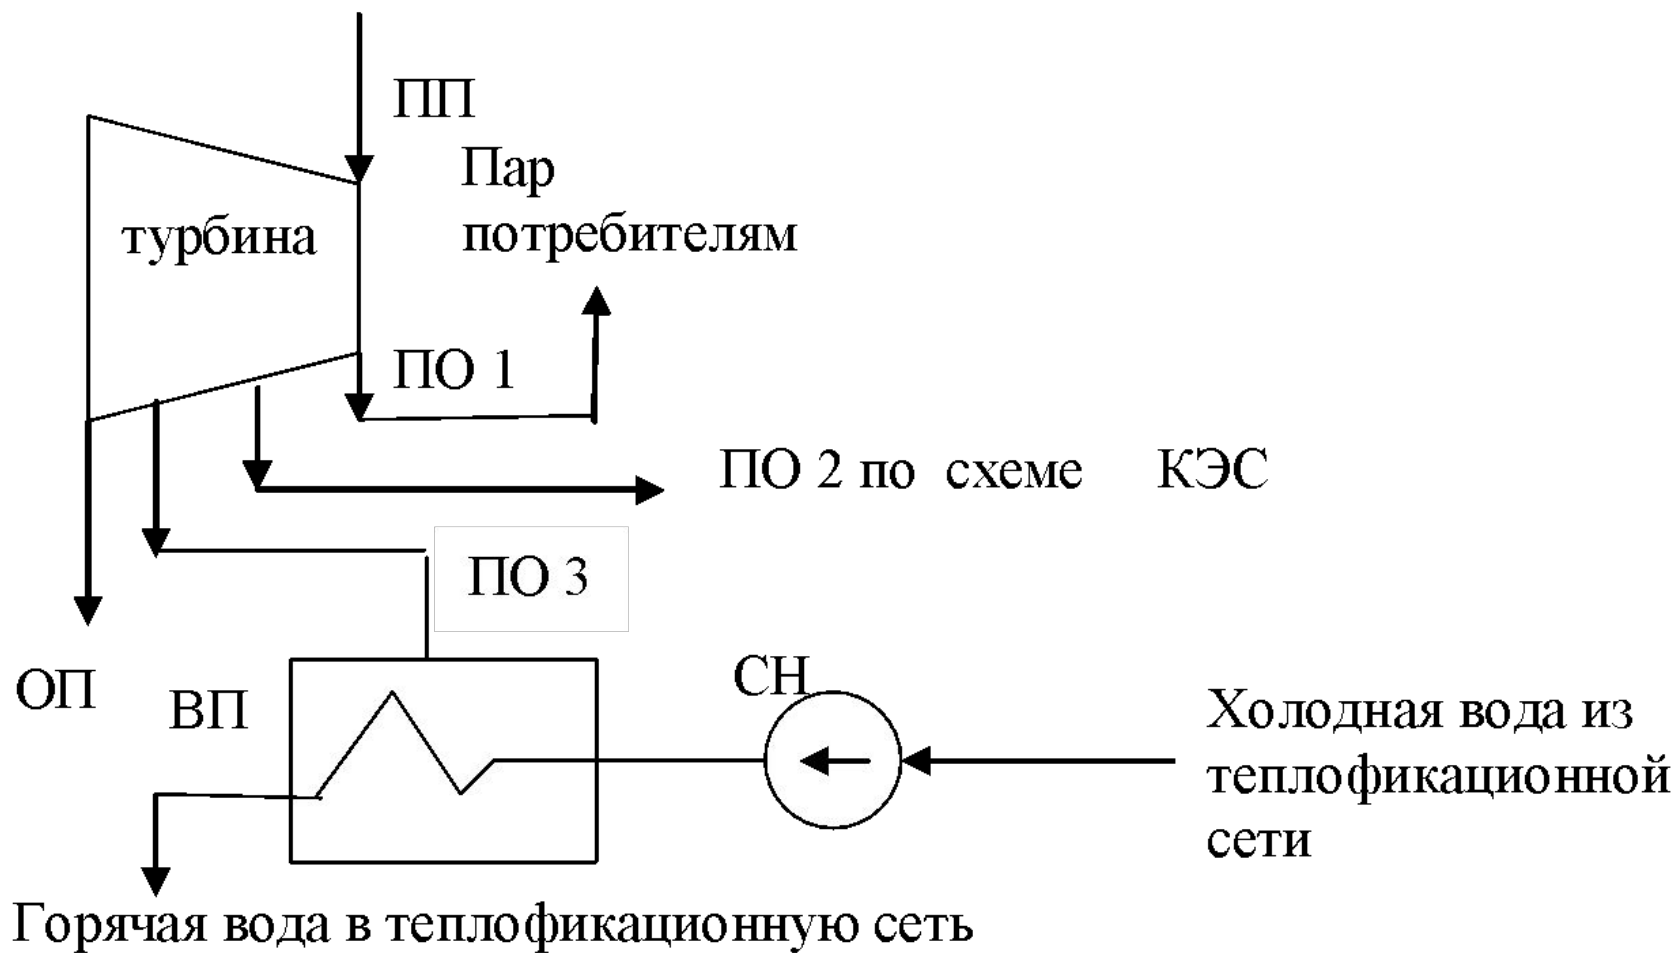 ПП
Пар
потребителям
турбина
ПО 1
ПО 2 по схеме КЭС
ПО 3
ОП
ВП
СН
Холодная вода из
теплофикационной
сети
Горячая вода в теплофикационную сеть